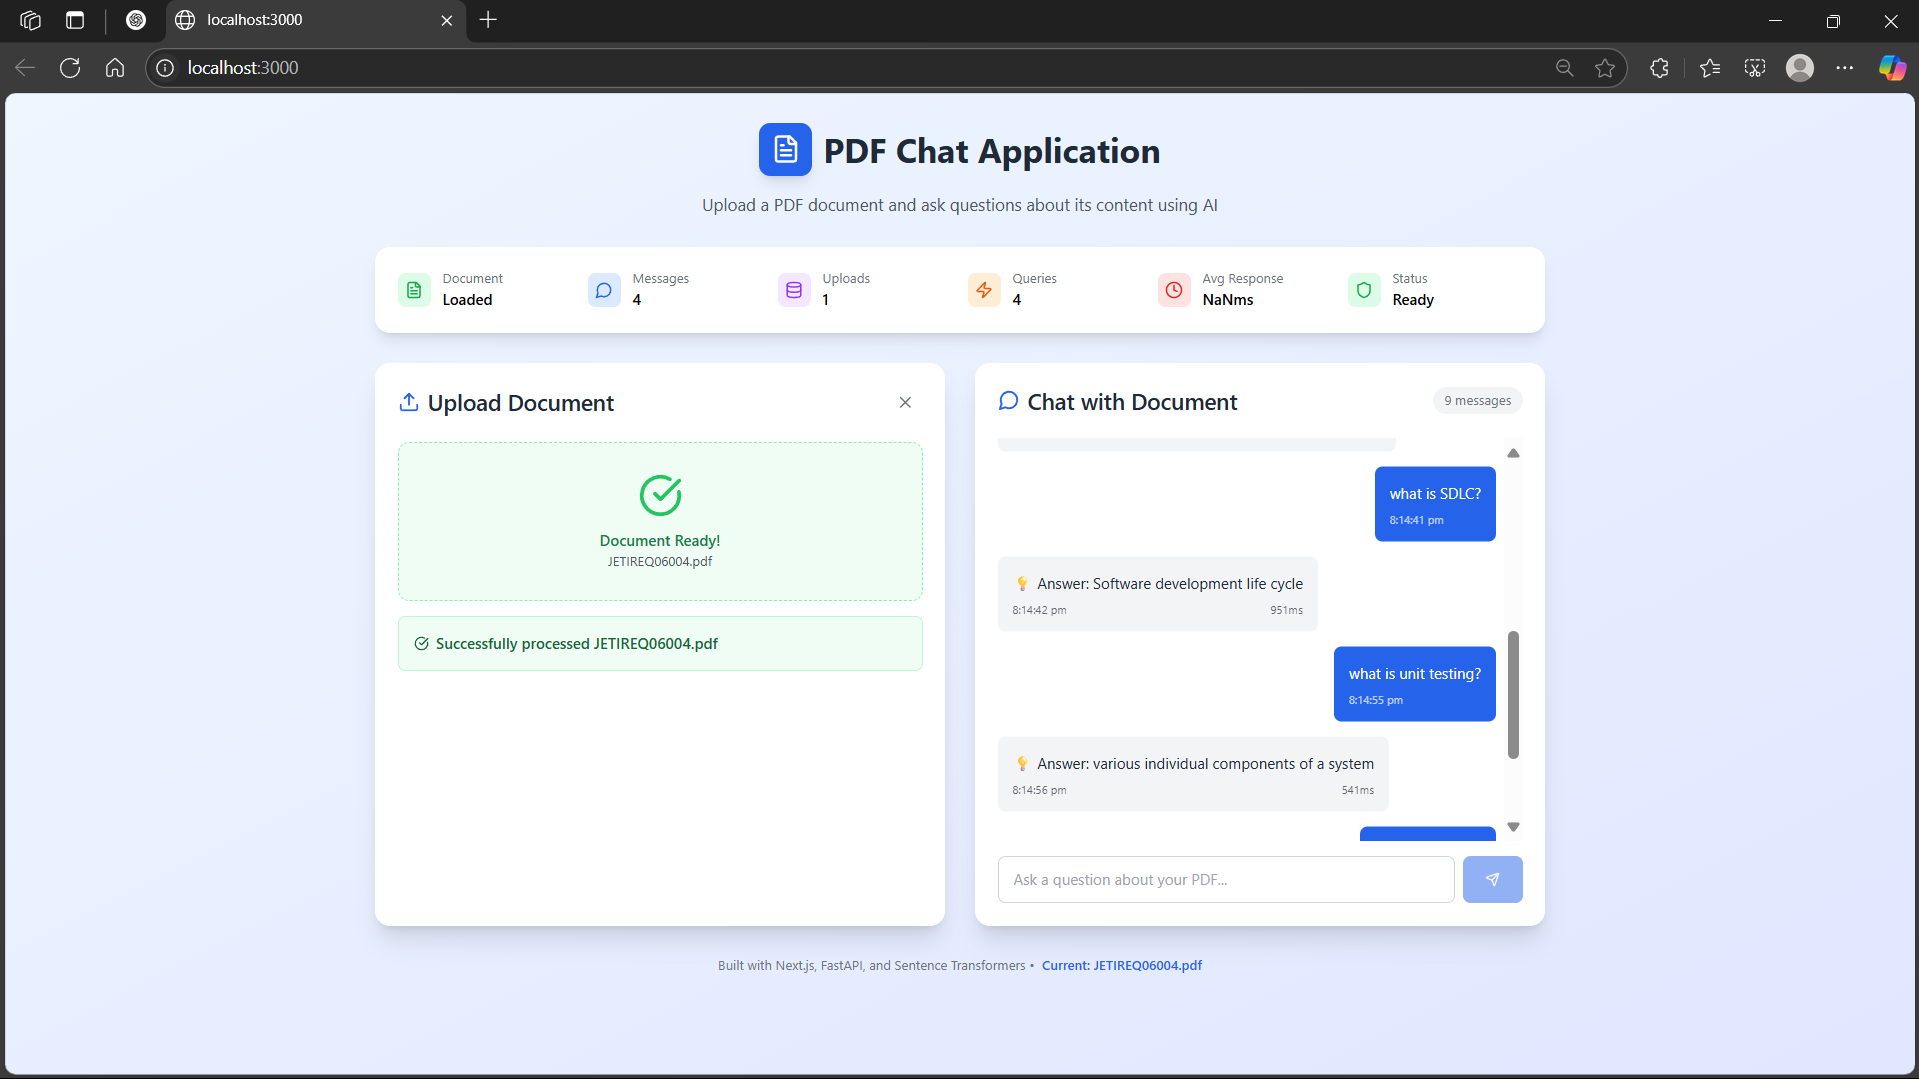 localhost:3000
localhost:3000
PDF Chat Application
Upload a PDF document and ask questions about its content using AI
Document
Loaded
Messages
4
Uploads
1
Queries
4
Avg Response
NaNms
Status
Ready
Upload Document
Document Ready!
JETIREQ06004.pdf
Successfully processed JETIREQ06004.pdf
Chat with Document
9 messages
what is SDLC?
8:14:41 pm
💡 Answer: Software development life cycle
8:14:42 pm 951ms
what is unit testing?
8:14:55 pm
💡 Answer: various individual components of a system
8:14:56 pm 541ms
Ask a question about your PDF...
Built with Next.js, FastAPI, and Sentence Transformers • Current: JETIREQ06004.pdf